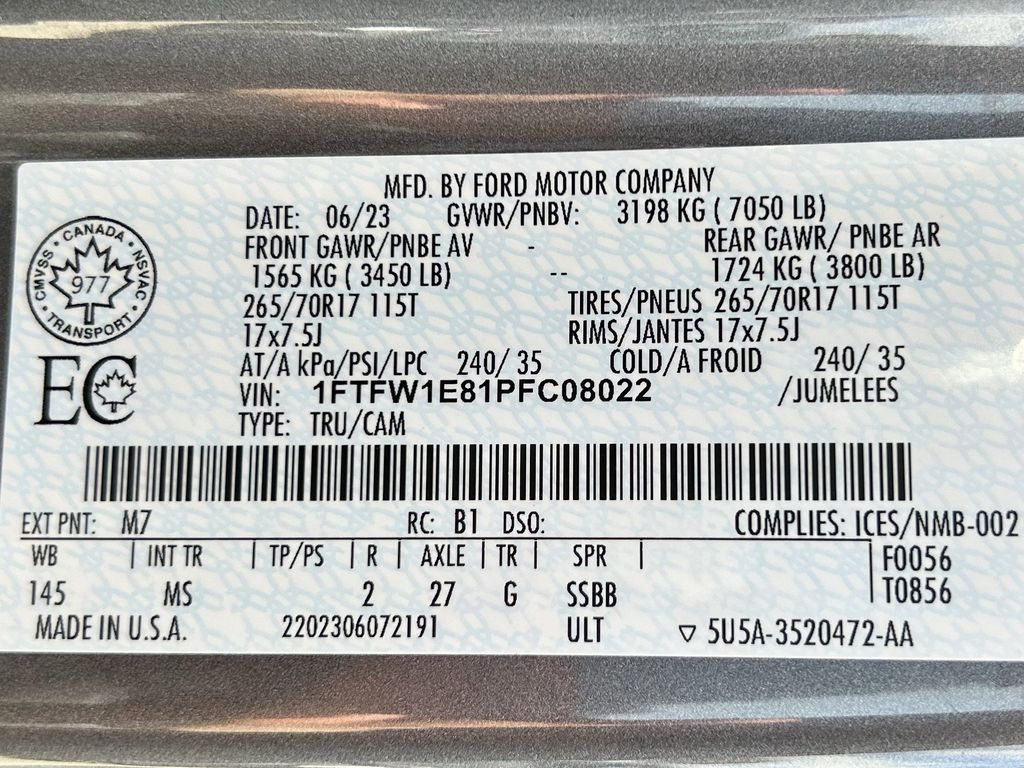 MFD. BY FORD MOTOR COMPANY
DATE: 06/23 GVWR/PNBV: 3198 KG ( 7050 LB)
FRONT GAWR/PNBE AV - REAR GAWR/ PNBE AR
1565 KG ( 3450 LB) -- 1724 KG ( 3800 LB)
265/70R17 115T TIRES/PNEUS 265/70R17 115T
17x7.5J RIMS/JANTES 17x7.5J
AT/A kPa/PSI/LPC 240/ 35 COLD/A FROID 240/ 35
VIN: 1FTFW1E81PFC08022 /JUMELEES
TYPE: TRU/CAM
CANADA
CMVSS • NSVAC
977
TRANSPORT
EC
EXT PNT: M7 RC: B1 DSO: COMPLIES: ICES/NMB-002
WB | INT TR | TP/PS | R | AXLE | TR | SPR | F0056
145 MS 2 27 G SSBB T0856
MADE IN U.S.A. 2202306072191 ULT ▽ 5U5A-3520472-AA